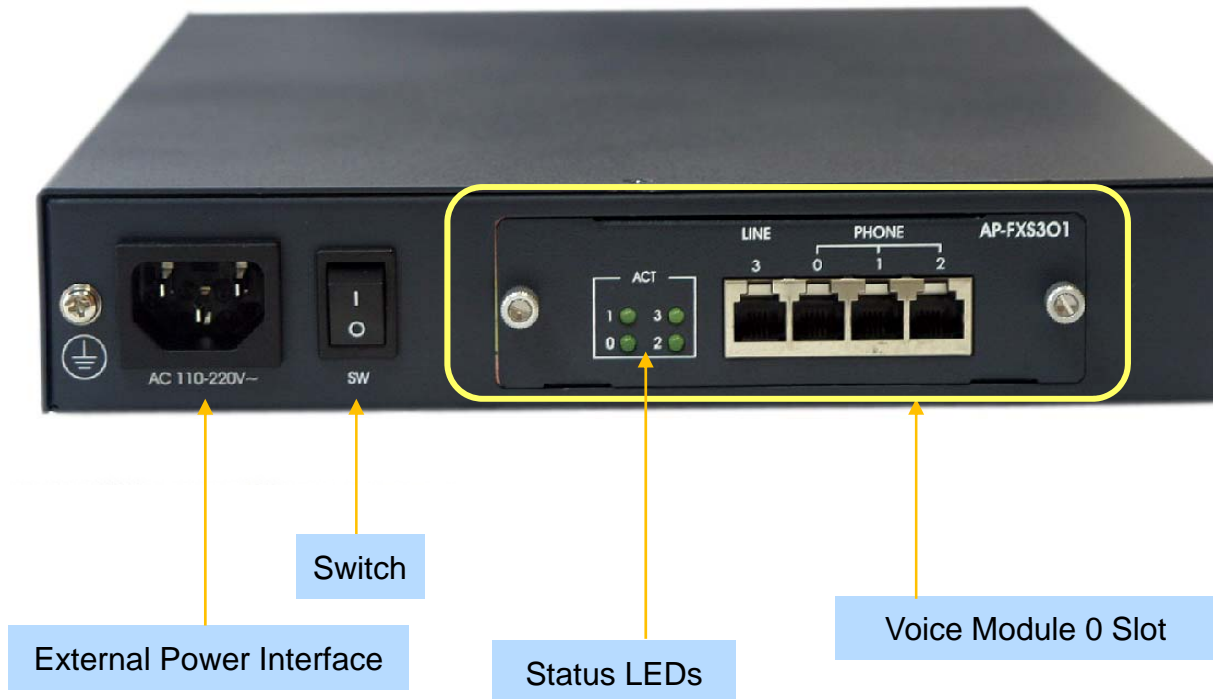 LINE PHONE AP-FXS301
3 0 1 2
ACT
1 3
0 2
I
O
AC 110-220V~
SW
Switch
External Power Interface
Status LEDs
Voice Module 0 Slot